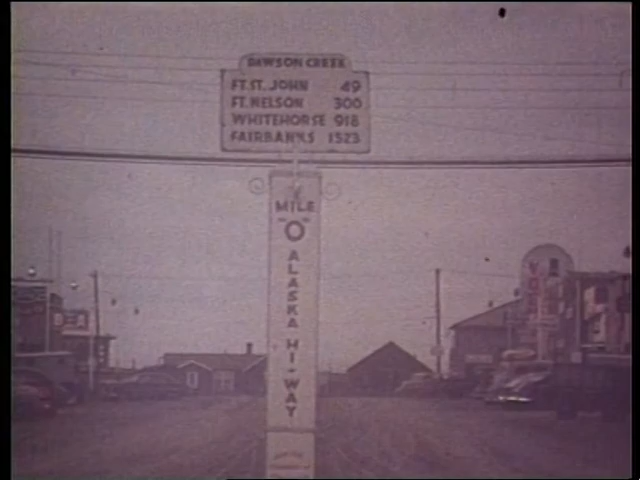 DAWSON CREEK
FT. ST. JOHN 49
FT. NELSON 300
WHITEHORSE 918
FAIRBANKS 1523
MILE
"O"
ALASKA HI-WAY